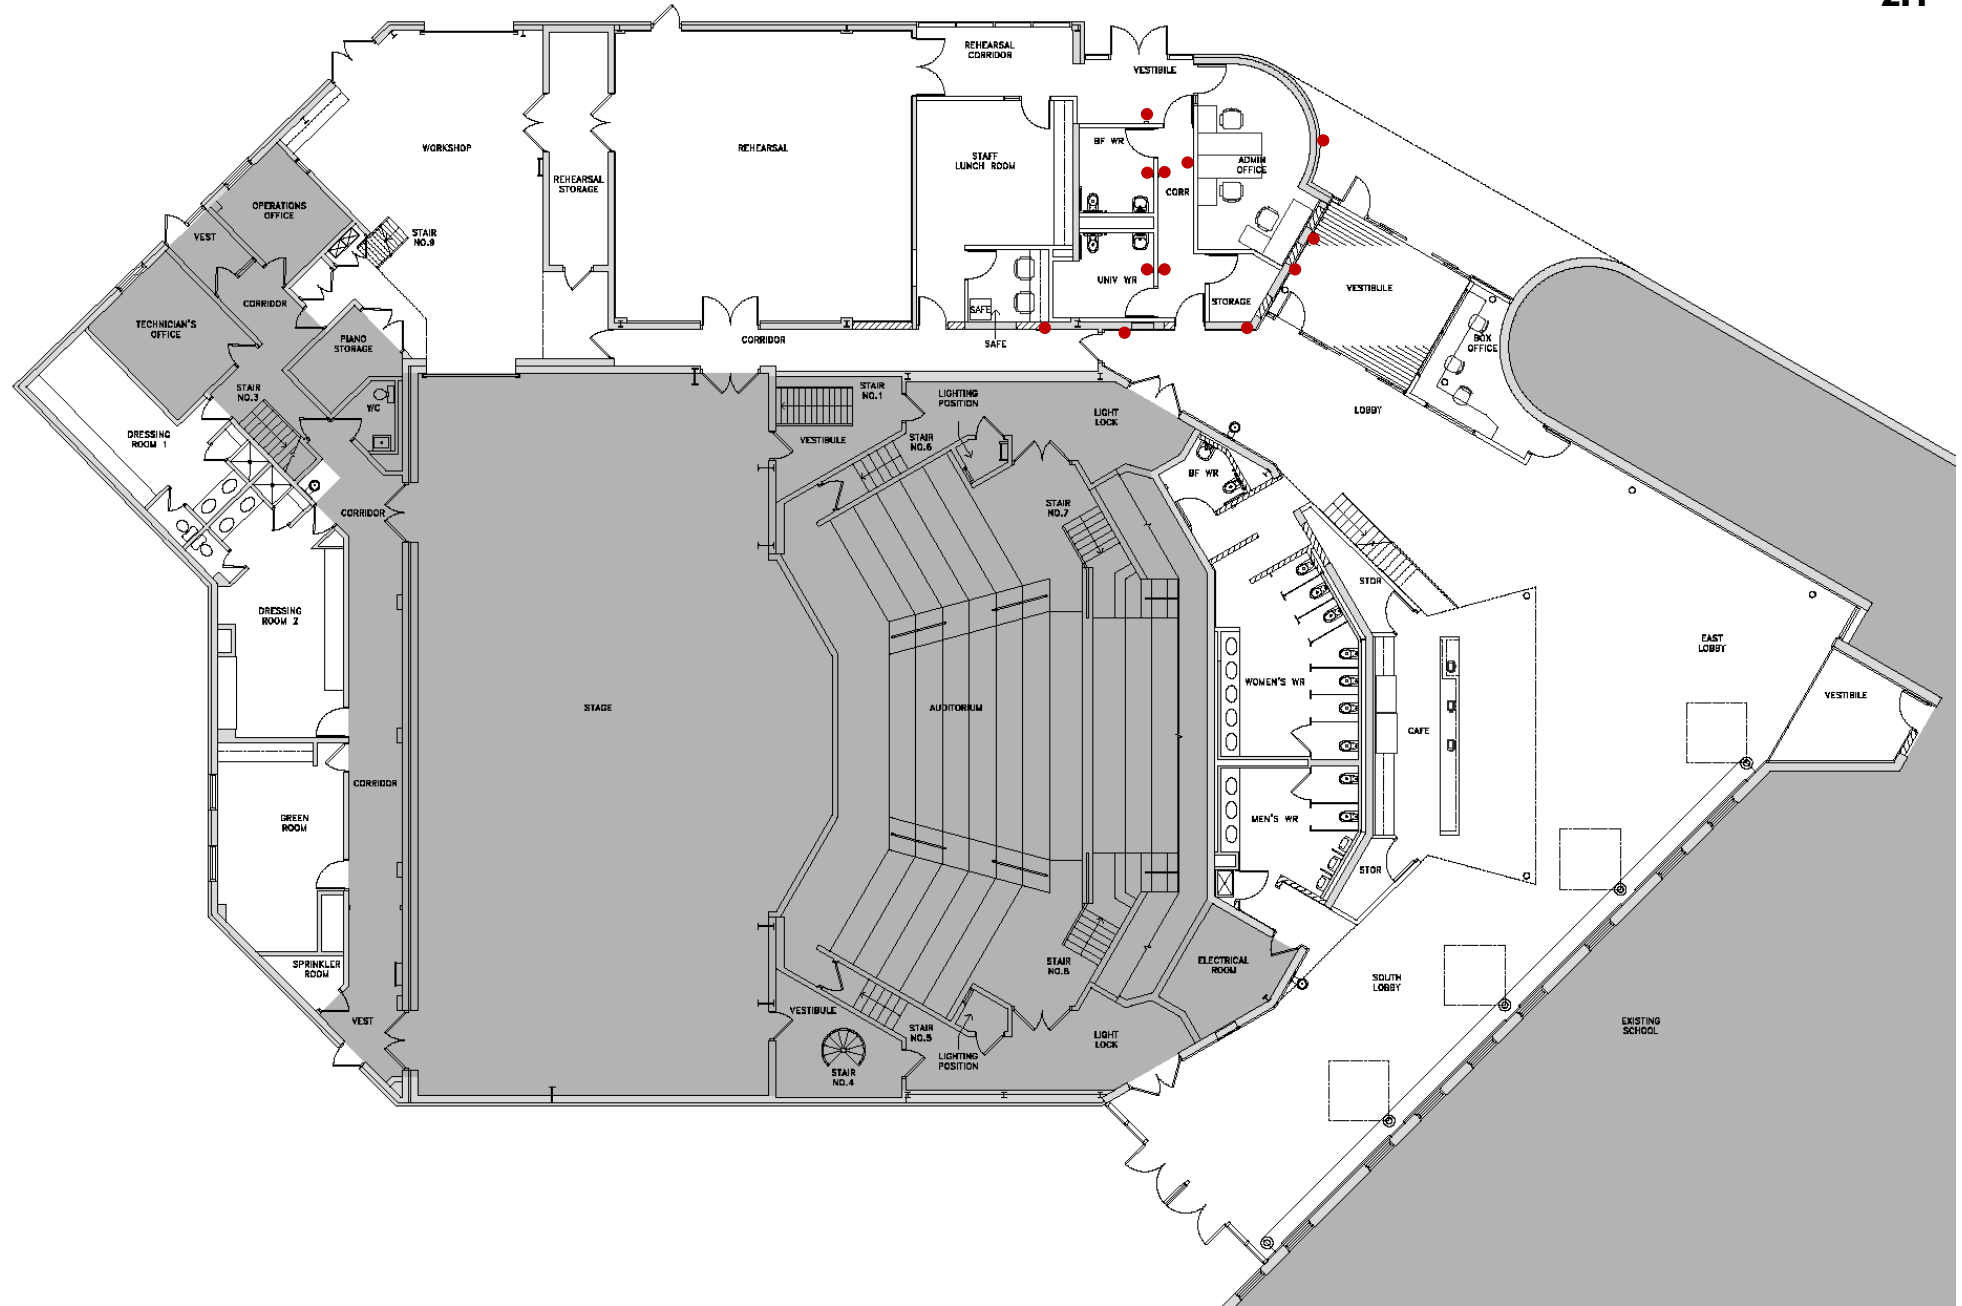 REHEARSAL
CORRIDOR
VESTIBILE
WORKSHOP
REHEARSAL
BF WR
STAFF
LUNCH ROOM
ADMIN
OFFICE
REHEARSAL
STORAGE
CORR
OPERATIONS
OFFICE
VEST
STAIR
NO.9
UNIV WR
VESTIBULE
CORRIDOR
STORAGE
SAFE
TECHNICIAN'S
OFFICE
PIANO
STORAGE
CORRIDOR
SAFE
BOX
OFFICE
STAIR
NO.3
STAIR
NO.1
LIGHTING
POSITION
W/C
LIGHT
LOCK
LOBBY
DRESSING
ROOM 1
VESTIBULE
STAIR
NO.6
BF WR
CORRIDOR
STAIR
NO.7
STOR
DRESSING
ROOM 2
EAST
LOBBY
WOMEN'S WR
VESTIBILE
STAGE
AUDITORIUM
CAFE
CORRIDOR
GREEN
ROOM
MEN'S WR
STOR
SPRINKLER
ROOM
STAIR
NO.8
ELECTRICAL
ROOM
SOUTH
LOBBY
VEST
VESTIBULE
STAIR
NO.5
LIGHT
LOCK
EXISTING
SCHOOL
LIGHTING
POSITION
STAIR
NO.4